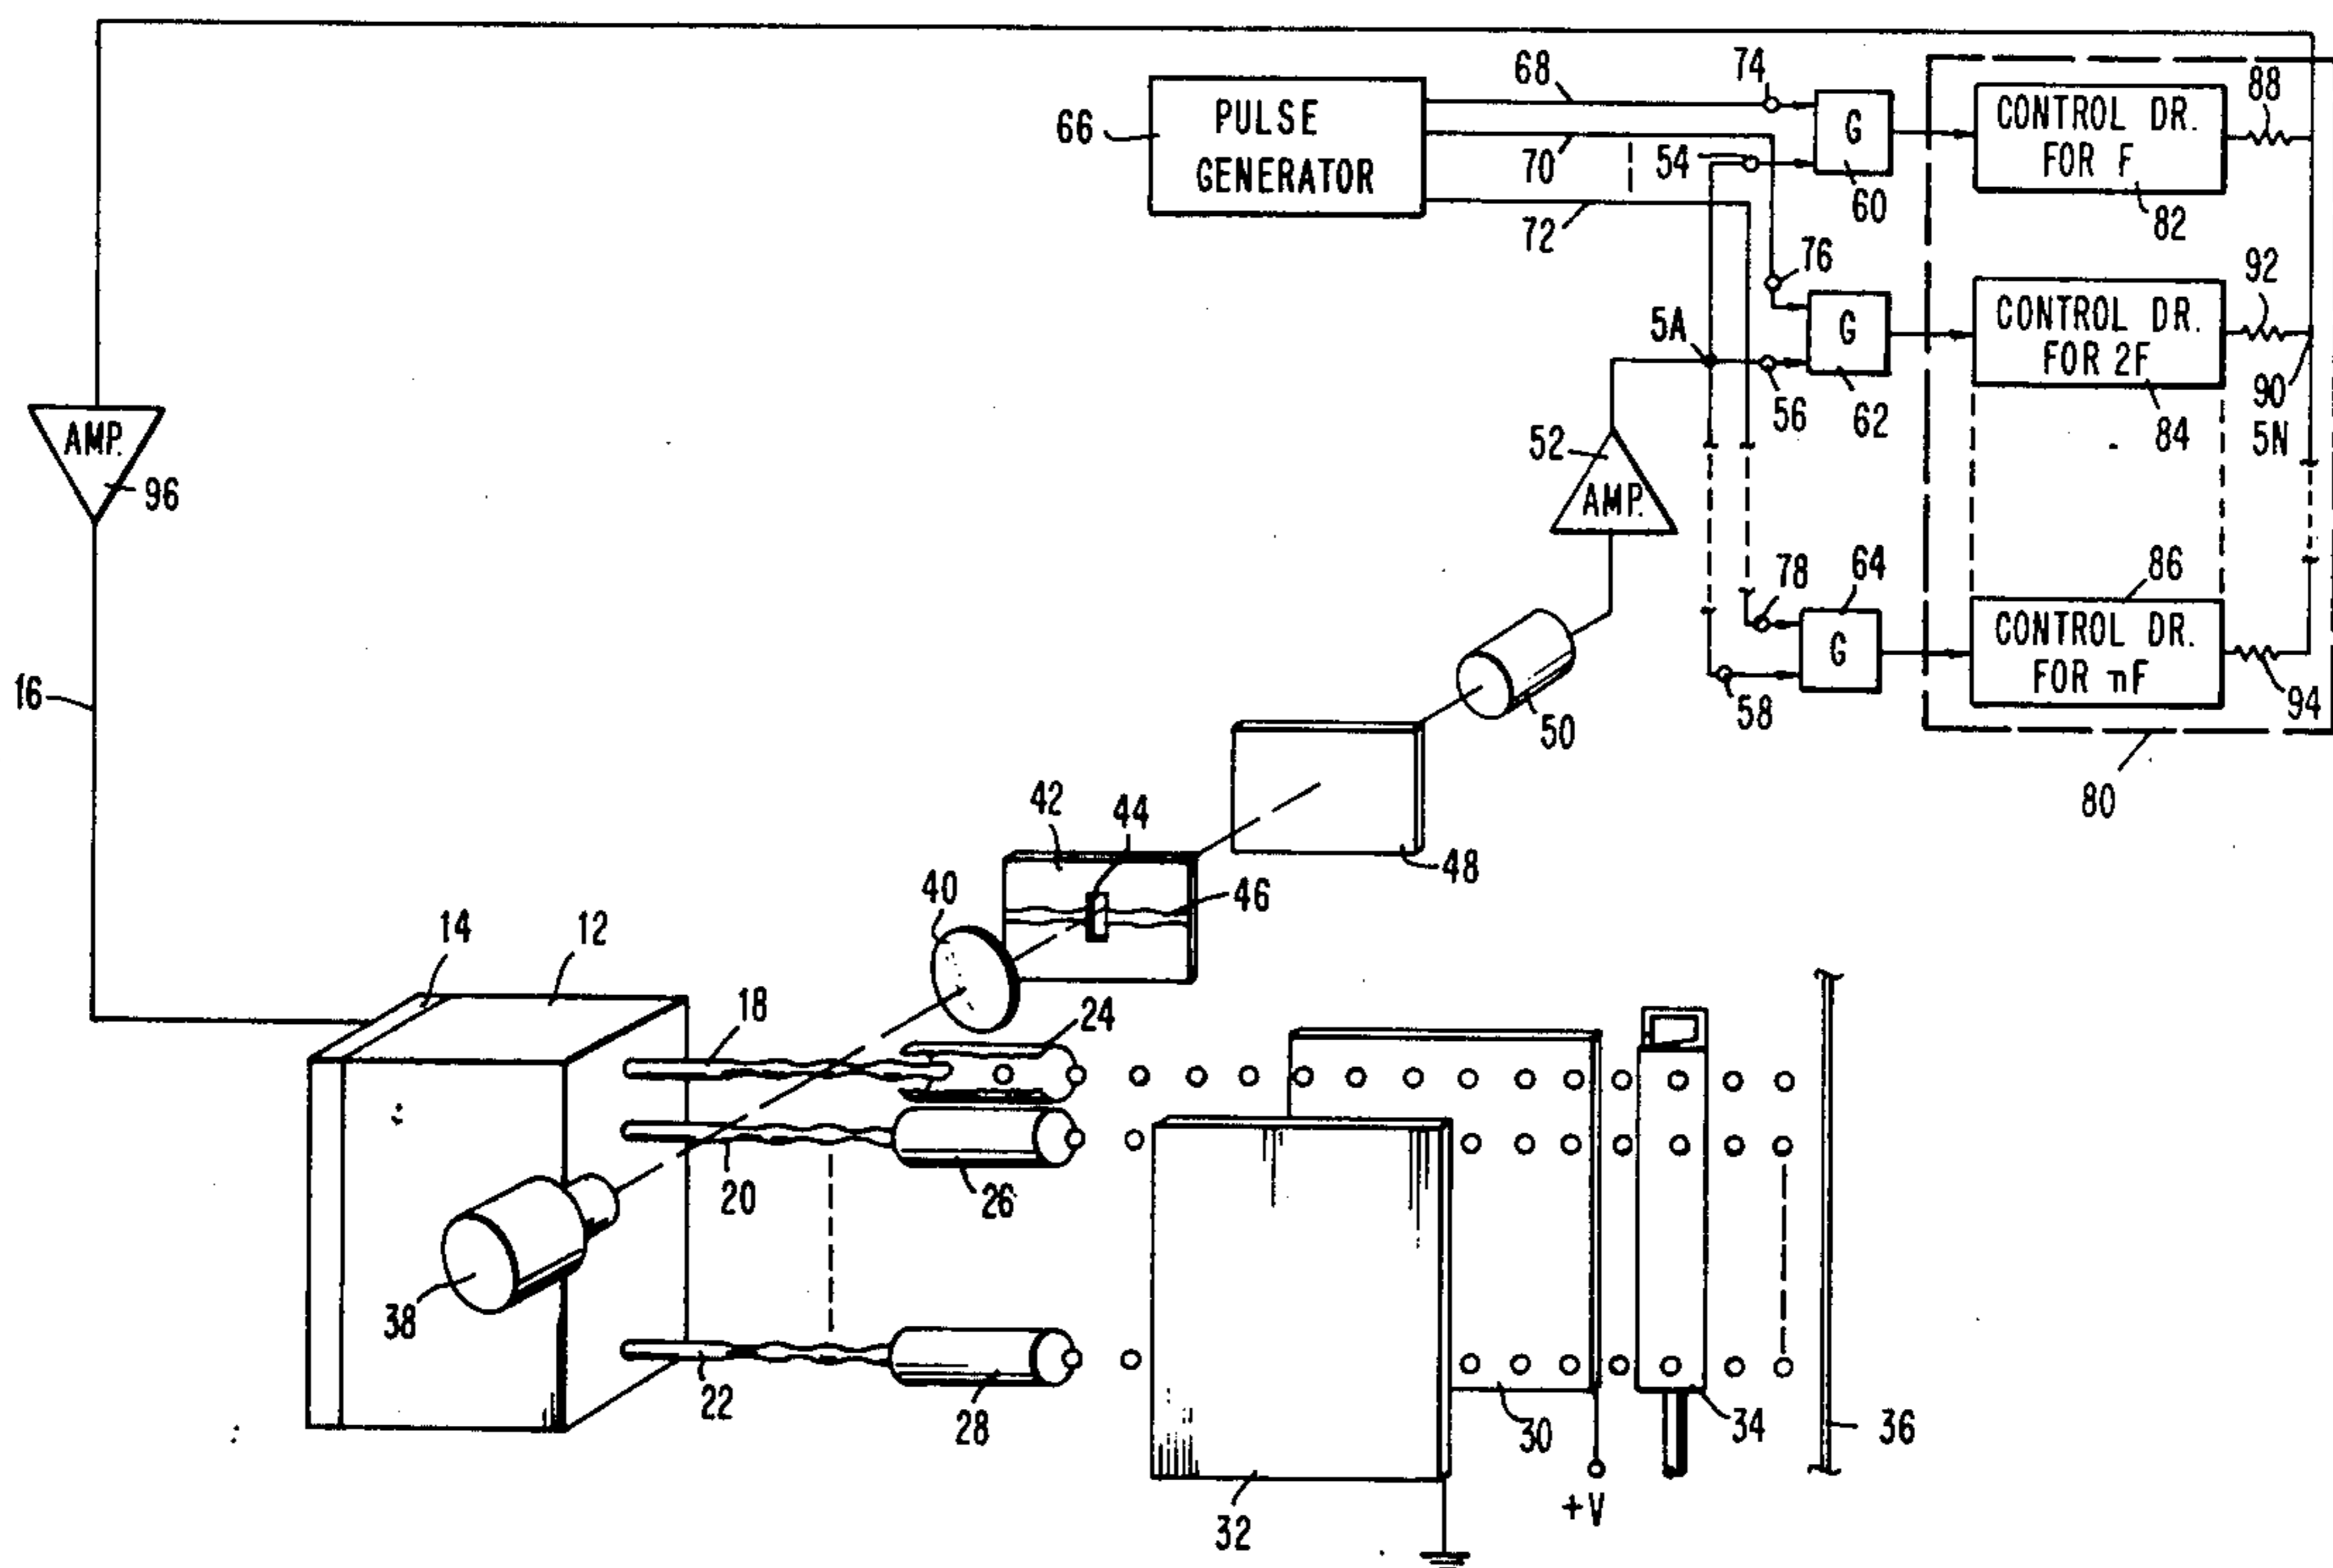 68
74
88
66
PULSE
GENERATOR
70
54
G
60
CONTROL DR.
FOR F
82
72
76
92
5A
G
CONTROL DR.
FOR 2F
90
56
62
84
5N
52
AMP.
AMP.
96
78
64
86
G
CONTROL DR.
FOR nF
58
94
16
50
80
42
44
48
46
40
14
12
18
24
20
26
38
22
28
30
34
36
+V
32